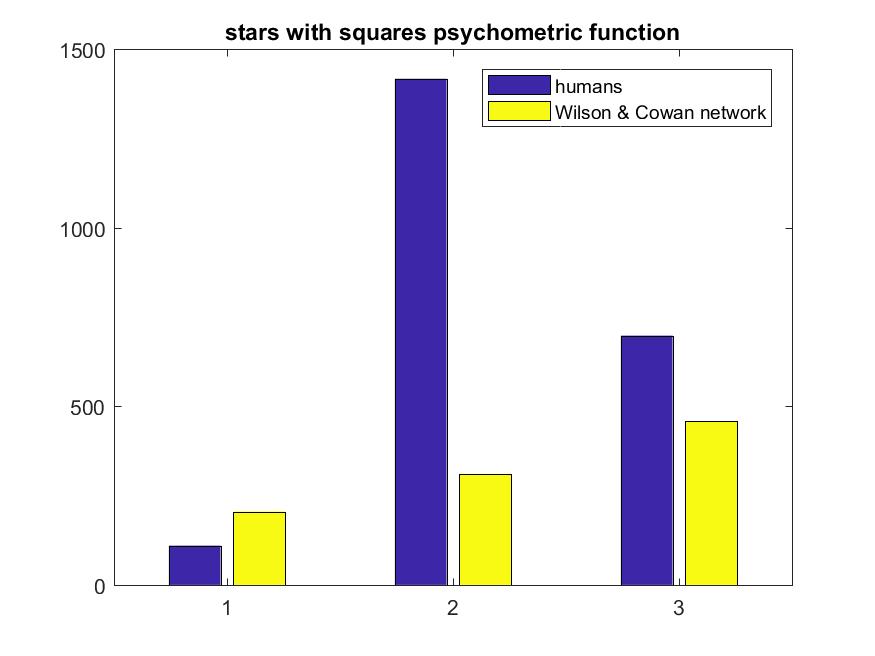 stars with squares psychometric function
1500
1000
500
0
humans
Wilson & Cowan network
1
2
3